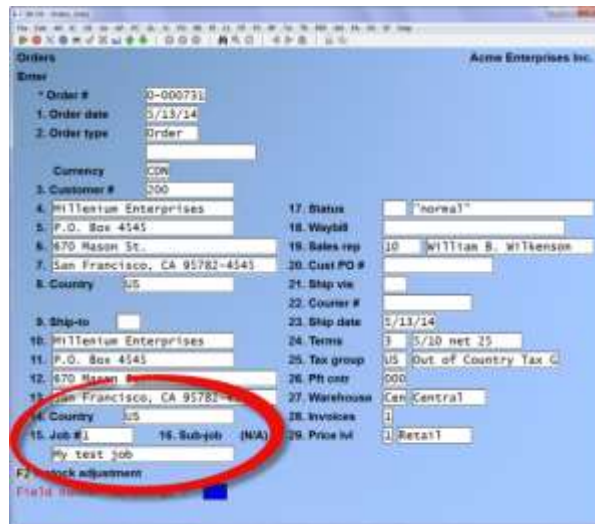 Orders Acme Enterprises Inc.
Enter
* Order # O-000731
1. Order date 5/13/14
2. Order type Order
Currency CDN
3. Customer # 200
4. Millenium Enterprises 17. Status "normal"
5. P.O. Box 4545 18. Waybill
6. 670 Mason St. 19. Sales rep 10 William B. Wilkenson
7. San Francisco, CA 95782-4545 20. Cust PO #
8. Country US 21. Ship via
22. Courier #
9. Ship-to 23. Ship date 5/13/14
10. Millenium Enterprises 24. Terms 3 5/10 net 25
11. P.O. Box 4545 25. Tax group US Out of Country Tax G
12. 670 Mason 26. Pft cntr 000
13. San Francisco, CA 95782- 27. Warehouse Cen Central
14. Country US 28. Invoices 1
15. Job # 1 16. Sub-job (N/A) 29. Price lvl 1 Retail
My test job
stock adjustment
Field